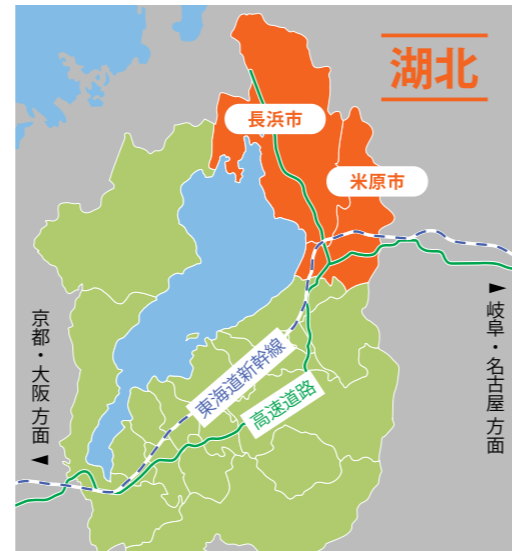 湖北
長浜市
米原市
東海道新幹線
高速道路
京都・大阪 方面 ▲
▲ 岐阜・名古屋 方面